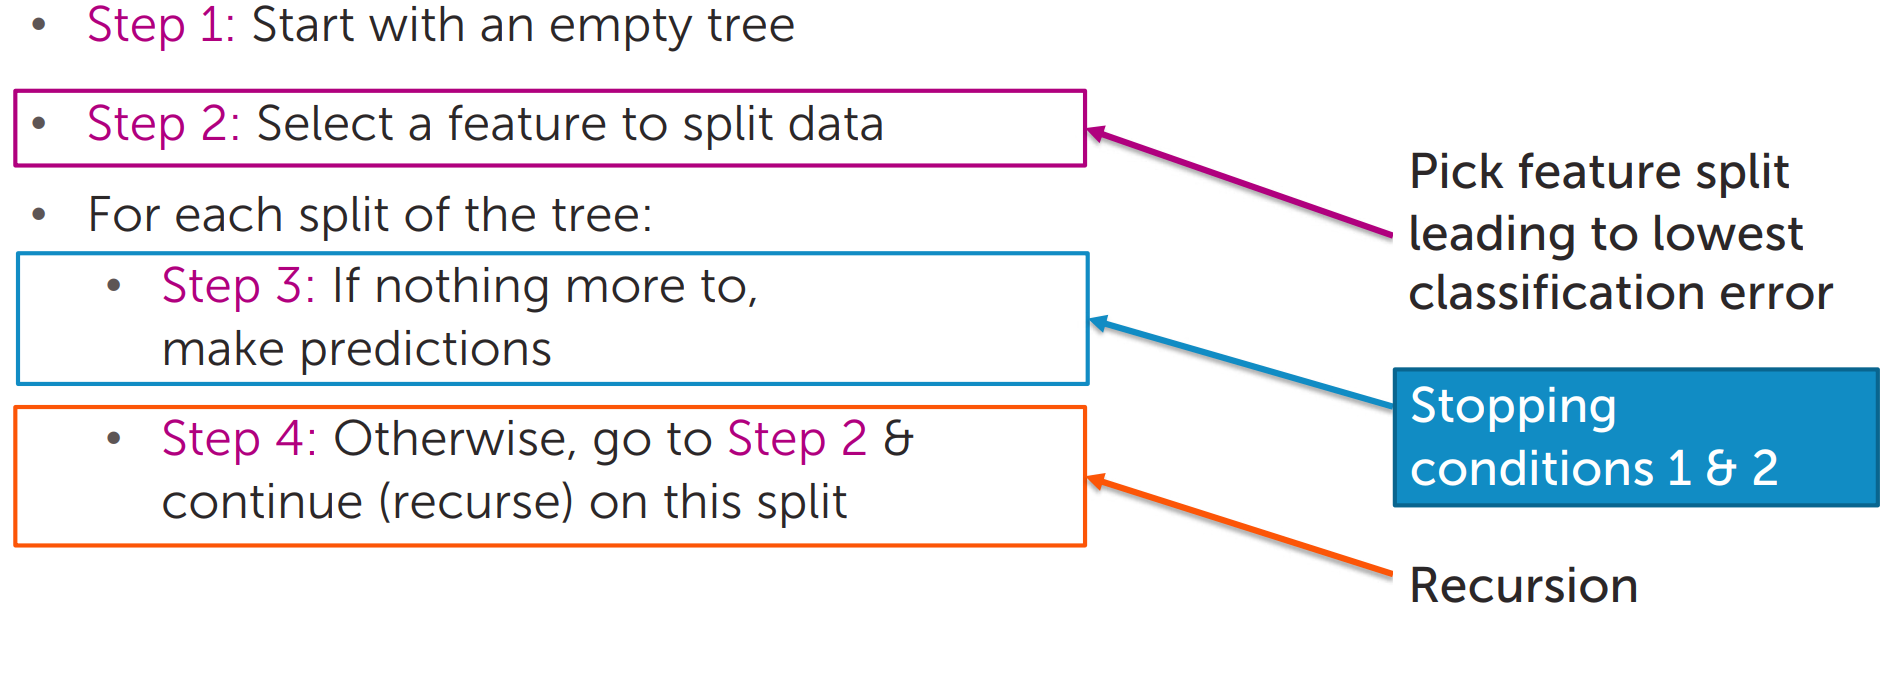 • Step 1: Start with an empty tree
• Step 2: Select a feature to split data
• For each split of the tree:
• Step 3: If nothing more to,
make predictions
• Step 4: Otherwise, go to Step 2 &
continue (recurse) on this split
Pick feature split
leading to lowest
classification error
Stopping
conditions 1 & 2
Recursion